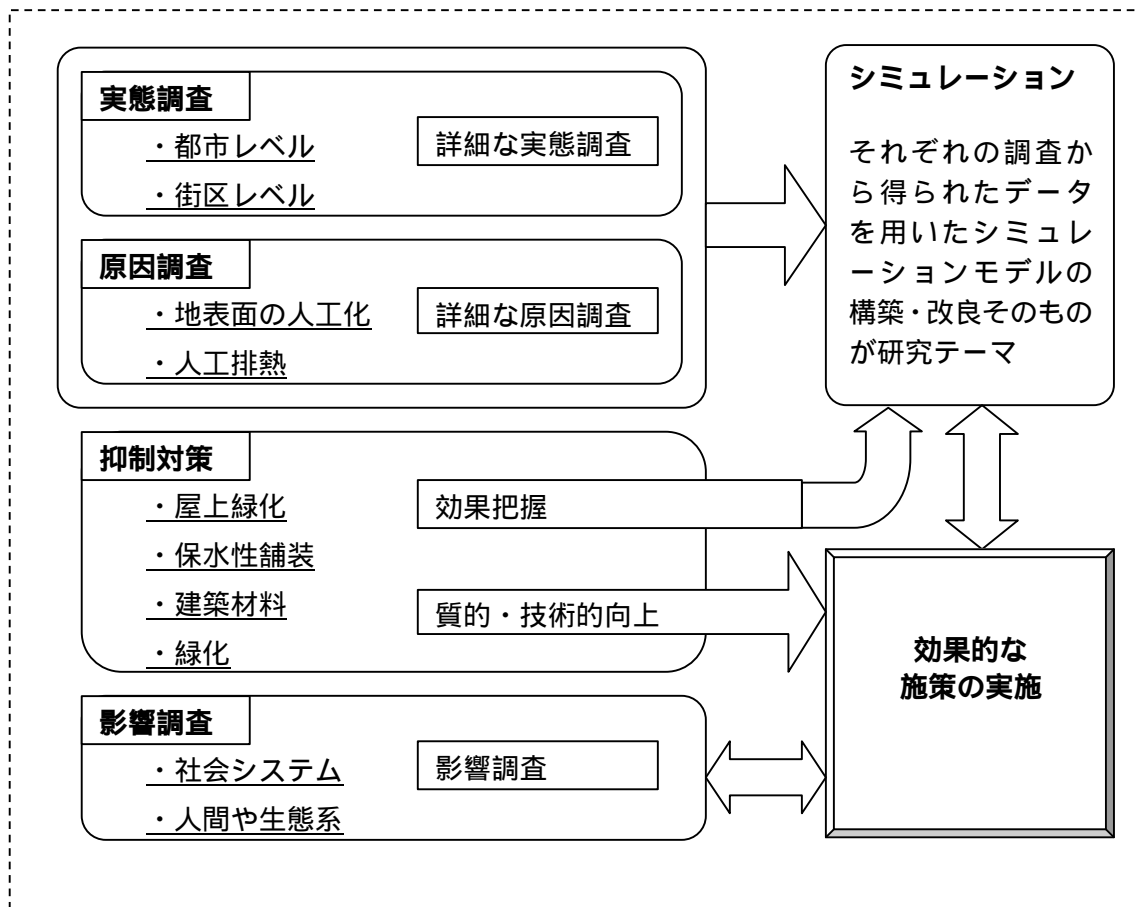 実態調査
・都市レベル
・街区レベル
詳細な実態調査
原因調査
・地表面の人工化
・人工排熱
詳細な原因調査
シミュレーション
それぞれの調査か
ら得られたデータ
を用いたシミュレ
ーションモデルの
構築・改良そのもの
が研究テーマ
抑制対策
・屋上緑化
・保水性舗装
・建築材料
・緑化
効果把握
質的・技術的向上
効果的な
施策の実施
影響調査
・社会システム
・人間や生態系
影響調査